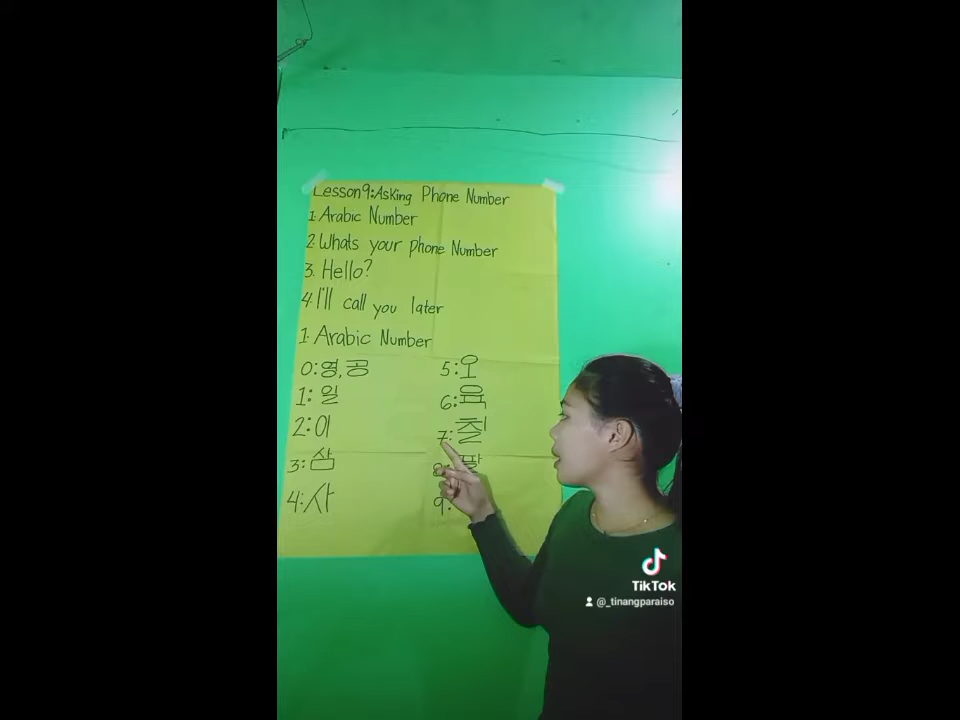 Lesson 9: Asking Phone Number
1. Arabic Number
2. Whats your phone Number
3. Hello?
4. I'll call you later
1. Arabic Number
0: 영, 공
1: 일
2: 이
3: 삼
4: 사
5: 오
6: 육
7: 칠
8: 팔
9:
TikTok
@_tinangparaiso